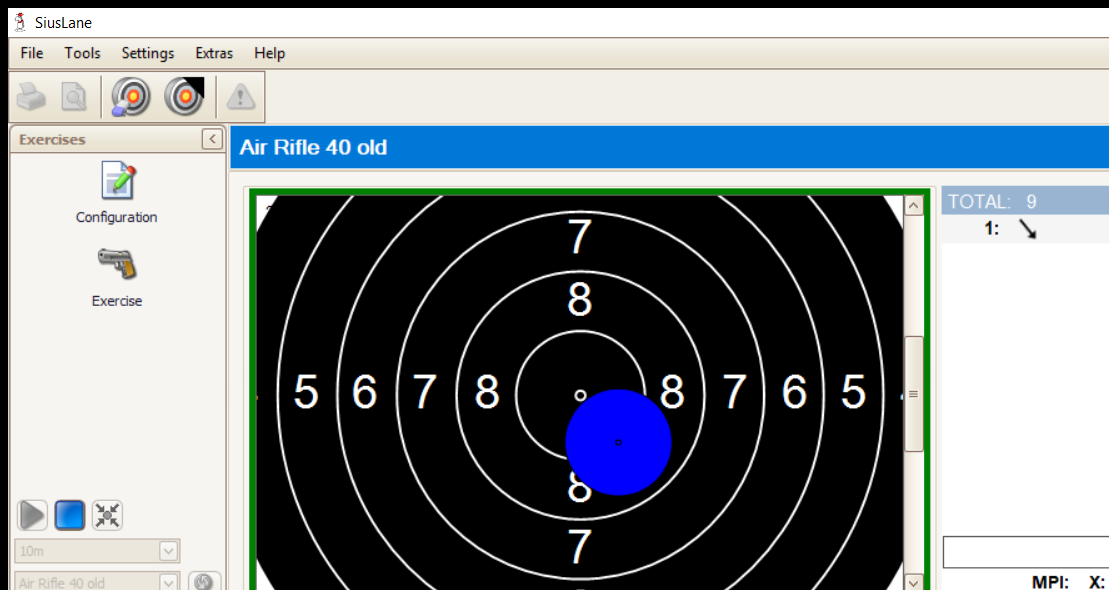 SiusLane
File Tools Settings Extras Help
Exercises
Air Rifle 40 old
Configuration
Exercise
7
8
5 6 7 8 8 7 6 5
8
7
TOTAL: 9
1:
10m
Air Rifle 40 old
MPI: X: